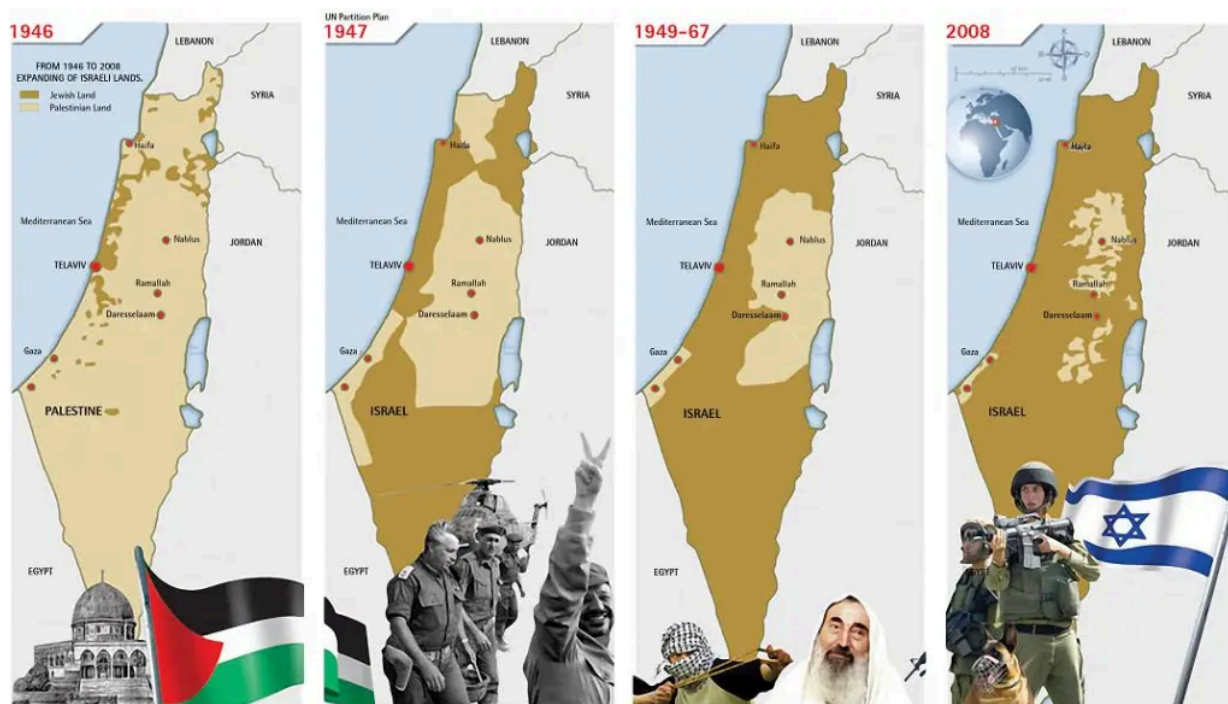 1946
FROM 1946 TO 2008
EXPANDING OF ISRAELI LANDS.
Jewish Land
Palestinian Land
LEBANON
SYRIA
Haifa
Mediterranean Sea
Nablus
JORDAN
TELAVIV
Ramallah
Daresselaam
Gaza
PALESTINE
EGYPT
UN Partition Plan
1947
LEBANON
SYRIA
Haifa
Mediterranean Sea
Nablus
JORDAN
TELAVIV
Ramallah
Daresselaam
Gaza
ISRAEL
EGYPT
1949-67
LEBANON
SYRIA
Haifa
Mediterranean Sea
Nablus
JORDAN
TELAVIV
Ramallah
Daresselaam
Gaza
ISRAEL
EGYPT
2008
LEBANON
SYRIA
Haifa
Mediterranean Sea
Nablus
JORDAN
TELAVIV
Ramallah
Daresselaam
Gaza
ISRAEL
EGYPT